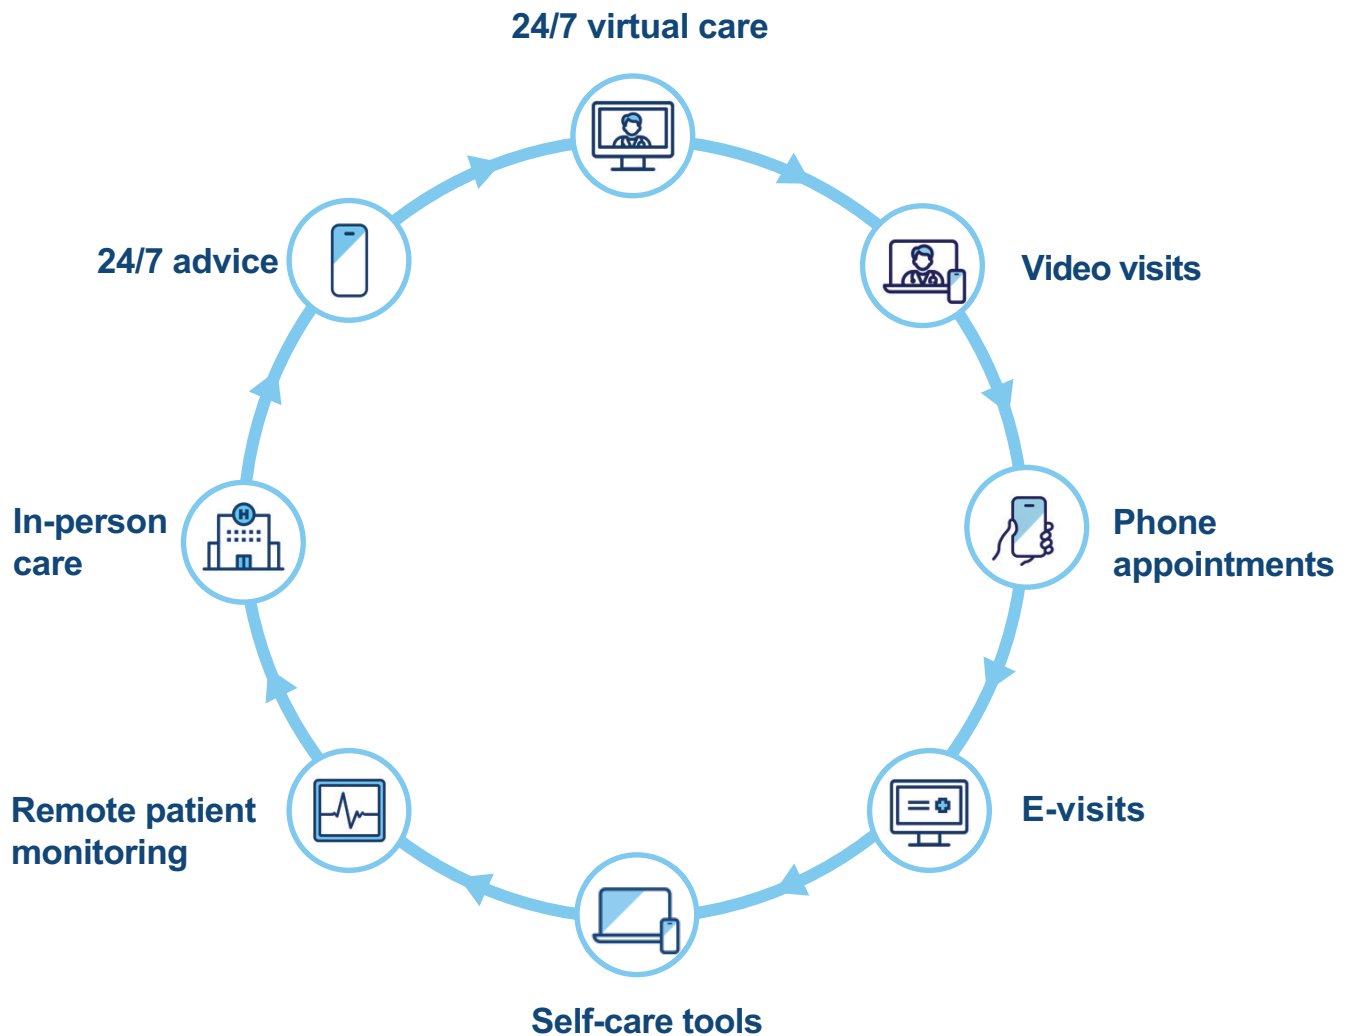 24/7 virtual care
Video visits
Phone
appointments
E-visits
Self-care tools
Remote patient
monitoring
In-person
care
H
24/7 advice